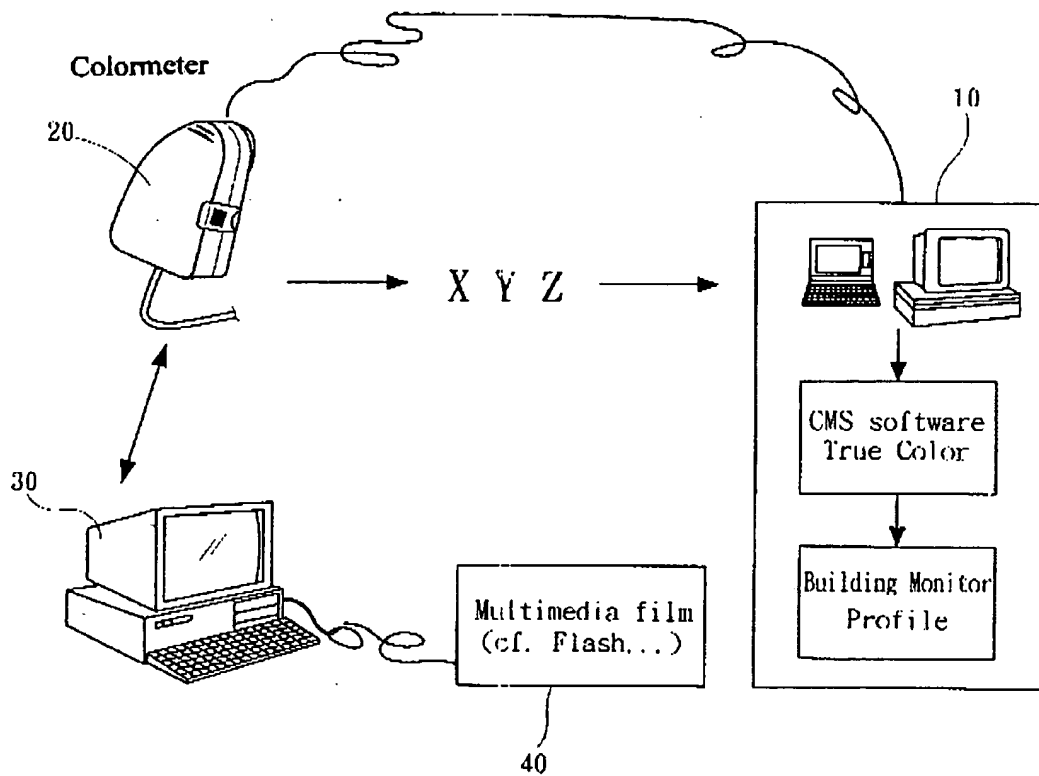 Colormeter
20
10
X Y Z
CMS software
True Color
30
Building Monitor
Profile
Multimedia film
(cf. Flash...)
40